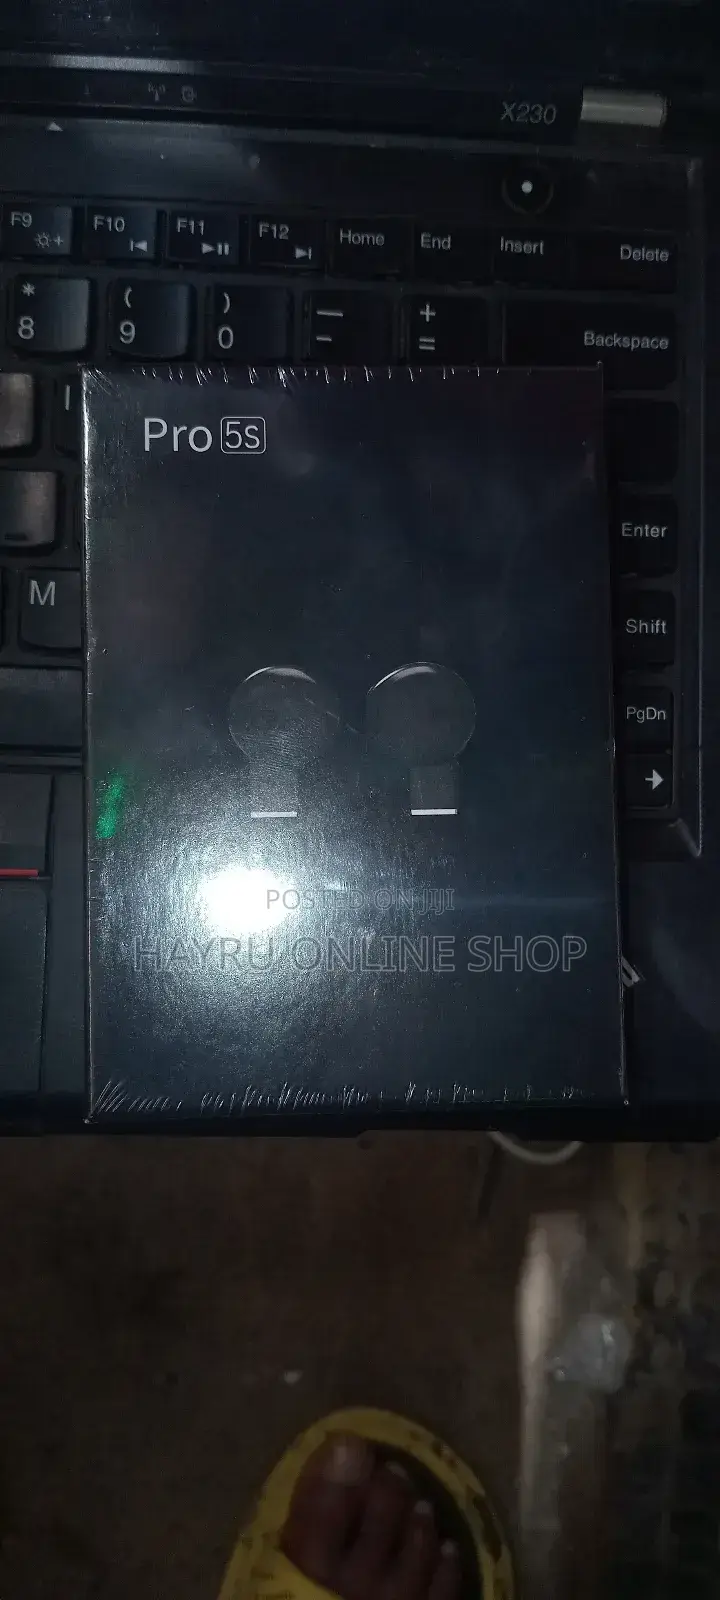 X230
F9
F10
F11
F12
Home
End
Insert
Delete
*
8
(
9
)
0
—
-
+
=
Backspace
I
Pro 5s
Enter
M
Shift
PgDn
POSTED ON JIJI
HAYRU ONLINE SHOP